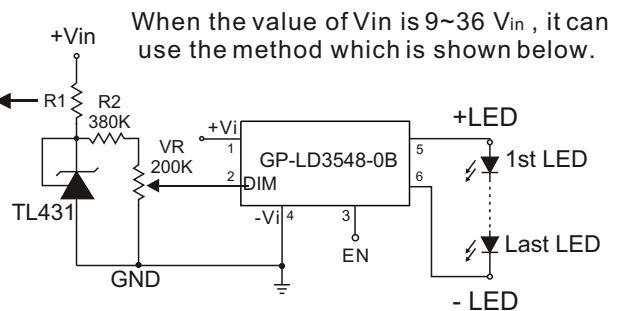 When the value of Vin is 9~36 Vin , it can
use the method which is shown below.
+Vin
R1
R2
380K
VR
200K
TL431
GND
+Vi
1
2
DIM
GP-LD3548-0B
-Vi
4
3
EN
5
6
+LED
1st LED
Last LED
- LED